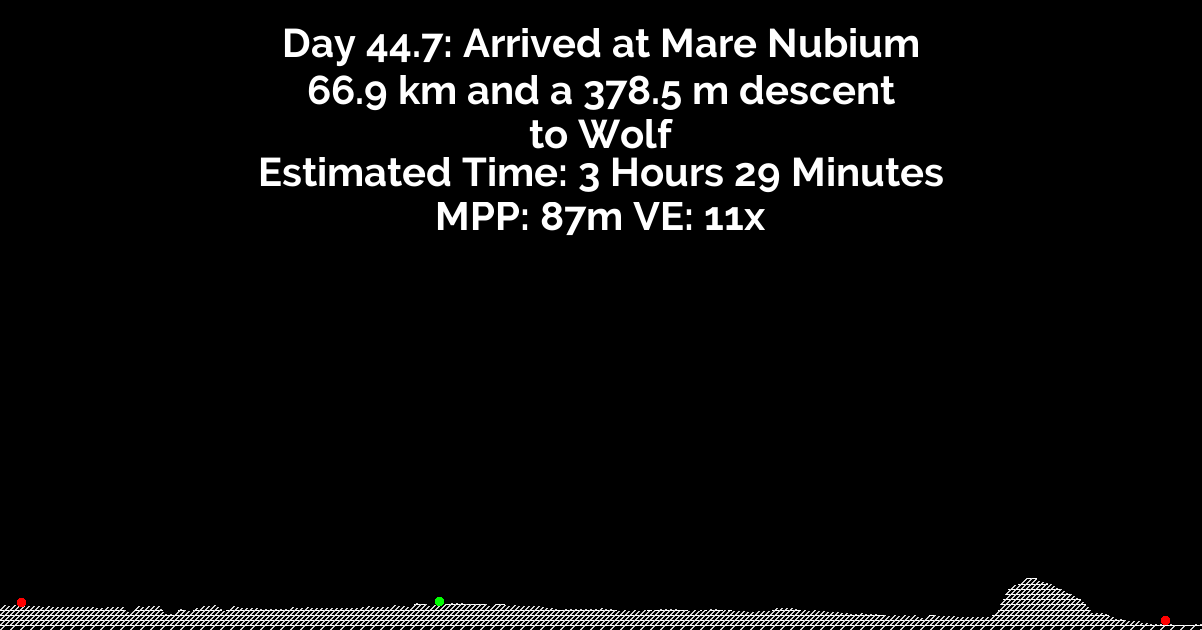 Day 44.7: Arrived at Mare Nubium
66.9 km and a 378.5 m descent
to Wolf
Estimated Time: 3 Hours 29 Minutes
MPP: 87m VE: 11x